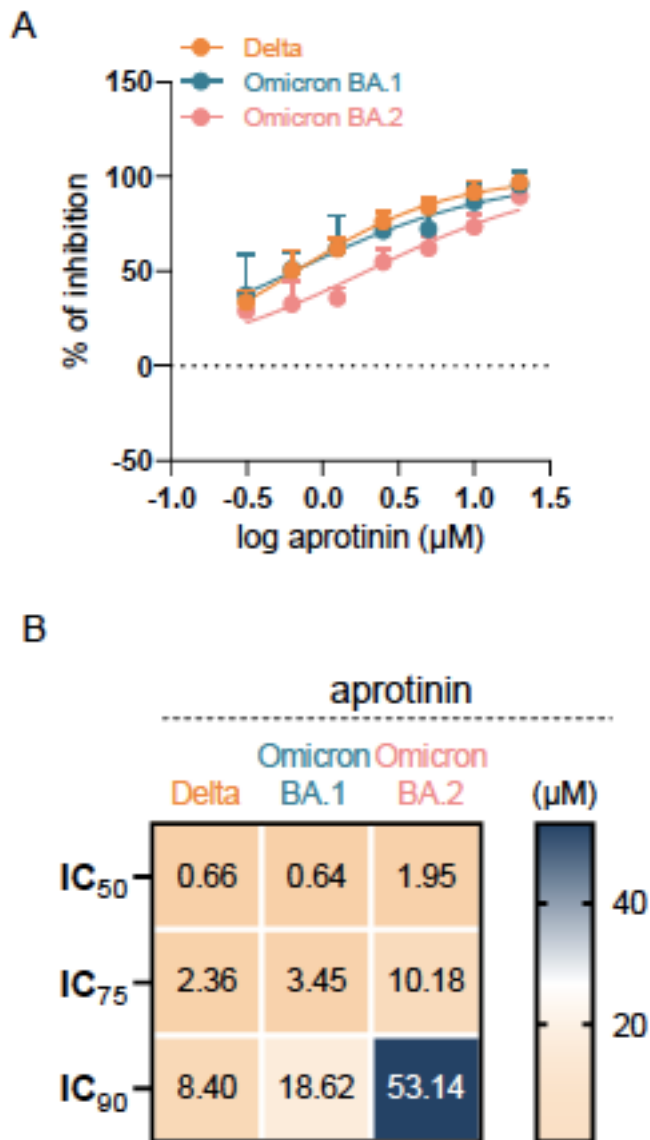 A
Delta
Omicron BA.1
Omicron BA.2
150
100
50
0
-50
% of inhibition
-1.0 -0.5 0.0 0.5 1.0 1.5
log aprotinin (µM)
B
aprotinin
Delta Omicron BA.1 Omicron BA.2 (µM)
IC50 0.66 0.64 1.95
IC75 2.36 3.45 10.18
IC90 8.40 18.62 53.14
40
20